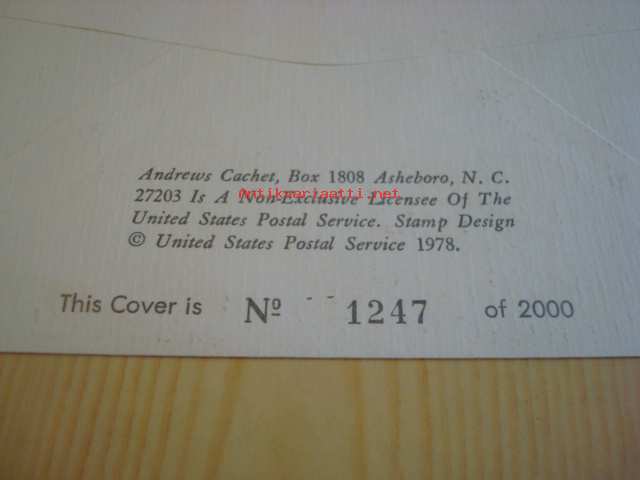 Andrews Cachet, Box 1808 Asheboro, N. C.
27203 Is A Non-Exclusive Licensee Of The
antikvariaatti.net
United States Postal Service. Stamp Design
© United States Postal Service 1978.
This Cover is Nº 1247 of 2000